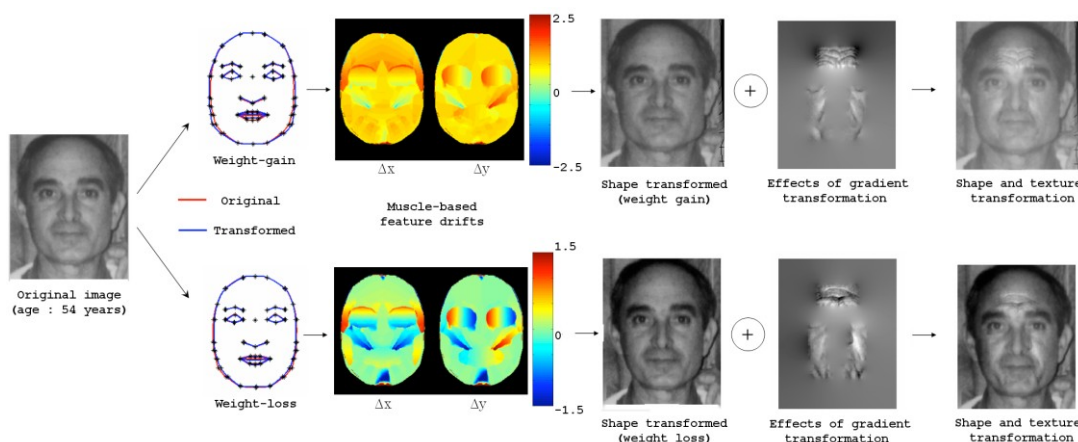 2.5
0
-2.5
Weight-gain
Δx
Δy
Shape transformed
(weight gain)
Effects of gradient
transformation
Shape and texture
transformation
Original
Transformed
Muscle-based
feature drifts
Original image
(age : 54 years)
1.5
0
-1.5
Weight-loss
Δx
Δy
Shape transformed
(weight loss)
Effects of gradient
transformation
Shape and texture
transformation